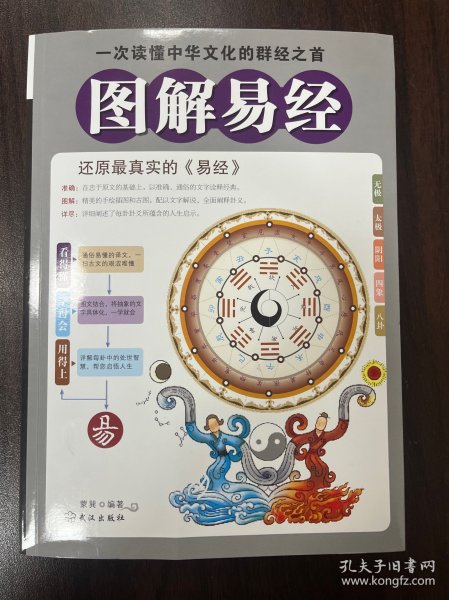 一次读懂中华文化的群经之首
图解易经
还原最真实的《易经》
准确：在忠于原文的基础上，以准确、通俗的文字诠释经典。
图解：精美的手绘插图和古图，配以文字解说，全面阐释卦义。
详尽：详细阐述了每卦卦义所蕴含的人生启示。
无极
太极
阴阳
四象
八卦
看得懂
通俗易懂的译文，一
扫古文的艰涩难懂
学得会
图文结合，将抽象的文
字具体化，一学就会
用得上
详解每卦中的处世智
慧，帮您启悟人生
易
蒙巽 编著
武汉出版社
孔夫子旧书网
www.kongfz.com